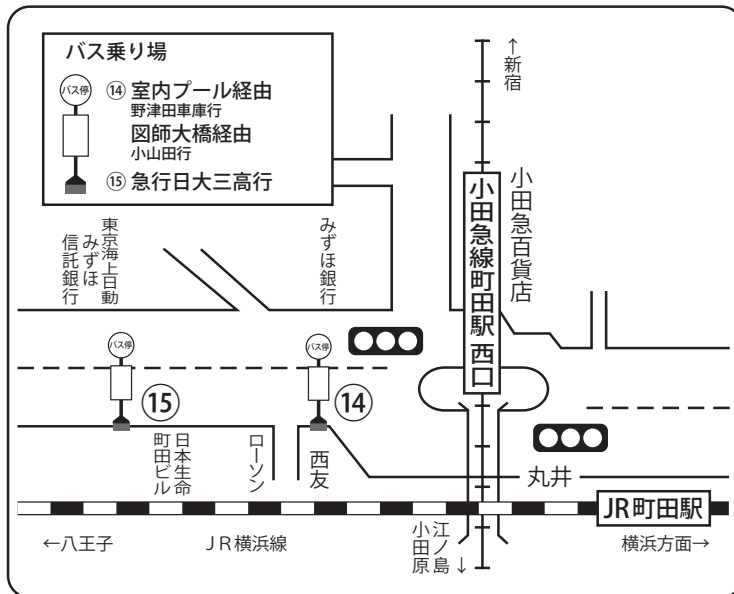 バス乗り場
バス停
⑭ 室内プール経由
野津田車庫行
図師大橋経由
小山田行
⑮ 急行日大三高行
↑新宿
小田急百貨店
小田急線町田駅 西口
みずほ銀行
東京海上日動
みずほ
信託銀行
バス停
⑮
バス停
⑭
日本生命
町田ビル
ローソン
西友
丸井
JR町田駅
←八王子
JR横浜線
江ノ島
小田原
↓
横浜方面→